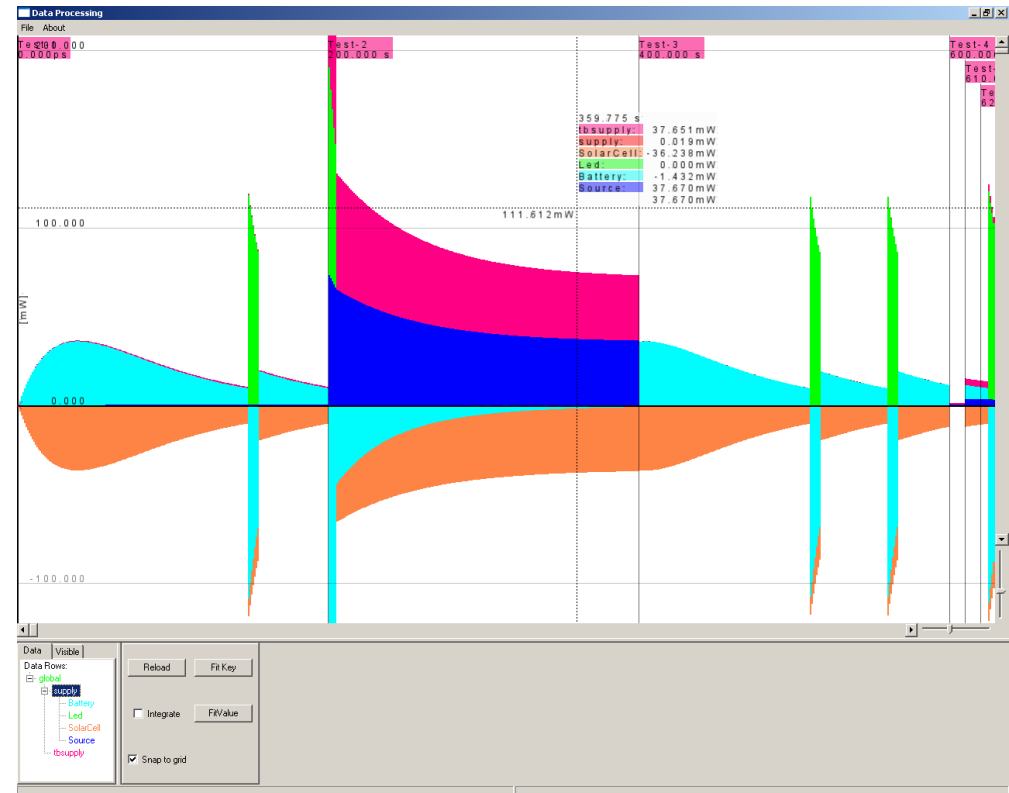 Data Processing
File About
200.000
0.000ps
Test-2
200.000 s
Test-3
400.000 s
Test-4
600.00
Test-
610.
Te
62
359.775 s
tbsupply: 37.651mW
supply: 0.019mW
SolarCell: -36.238mW
Led: 0.000mW
Battery: -1.432mW
Source: 37.670mW
37.670mW
111.612mW
100.000
[mW]
0.000
-100.000
Data Visible
Data Rows:
global
supply
Battery
Led
SolarCell
Source
tbsupply
Reload Fit Key
Integrate FitValue
Snap to grid